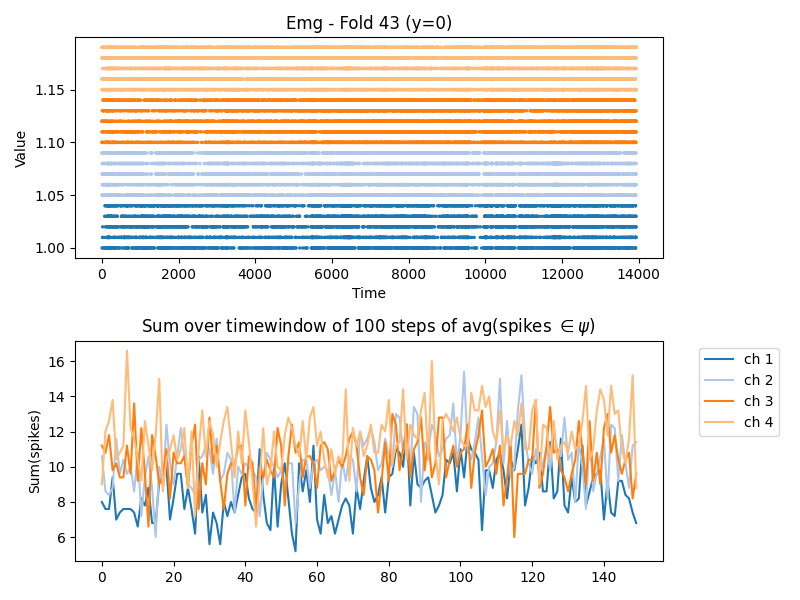 Emg - Fold 43 (y=0)
Value
1.15
1.10
1.05
1.00
0 2000 4000 6000 8000 10000 12000 14000
Time
Sum over timewindow of 100 steps of avg(spikes ∈ψ)
Sum(spikes)
16
14
12
10
8
6
0 20 40 60 80 100 120 140
ch 1
ch 2
ch 3
ch 4